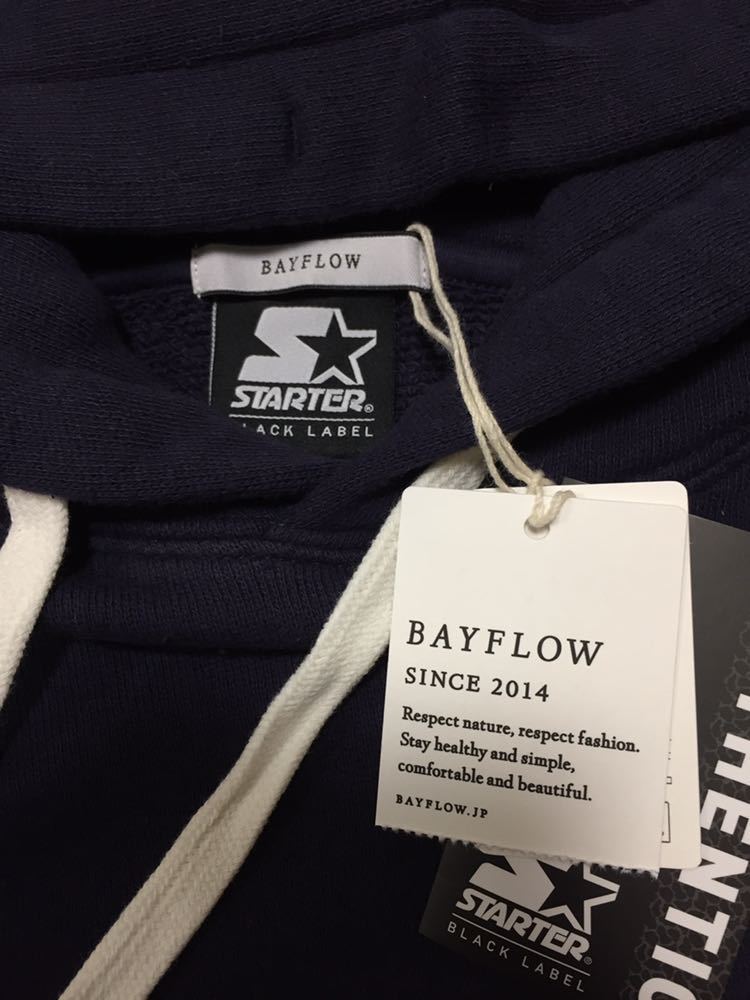 BAYFLOW
STARTER®
BLACK LABEL
BAYFLOW
SINCE 2014
Respect nature, respect fashion.
Stay healthy and simple,
comfortable and beautiful.
BAYFLOW.JP
STARTER®
BLACK LABEL
THENTIC